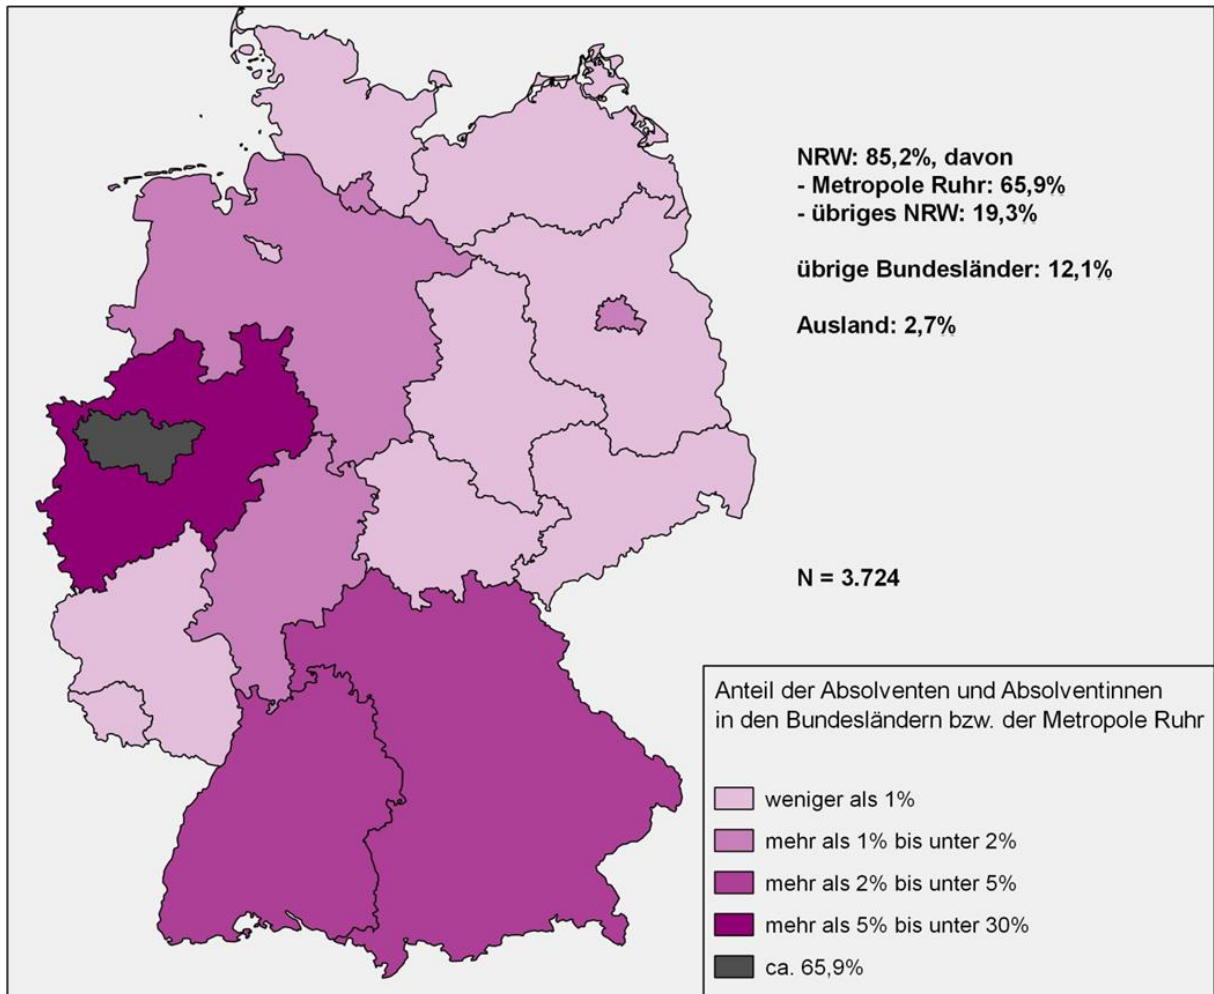 NRW: 85,2%, davon
- Metropole Ruhr: 65,9%
- übriges NRW: 19,3%
übrige Bundesländer: 12,1%
Ausland: 2,7%
N = 3.724
Anteil der Absolventen und Absolventinnen
in den Bundesländern bzw. der Metropole Ruhr
weniger als 1%
mehr als 1% bis unter 2%
mehr als 2% bis unter 5%
mehr als 5% bis unter 30%
ca. 65,9%